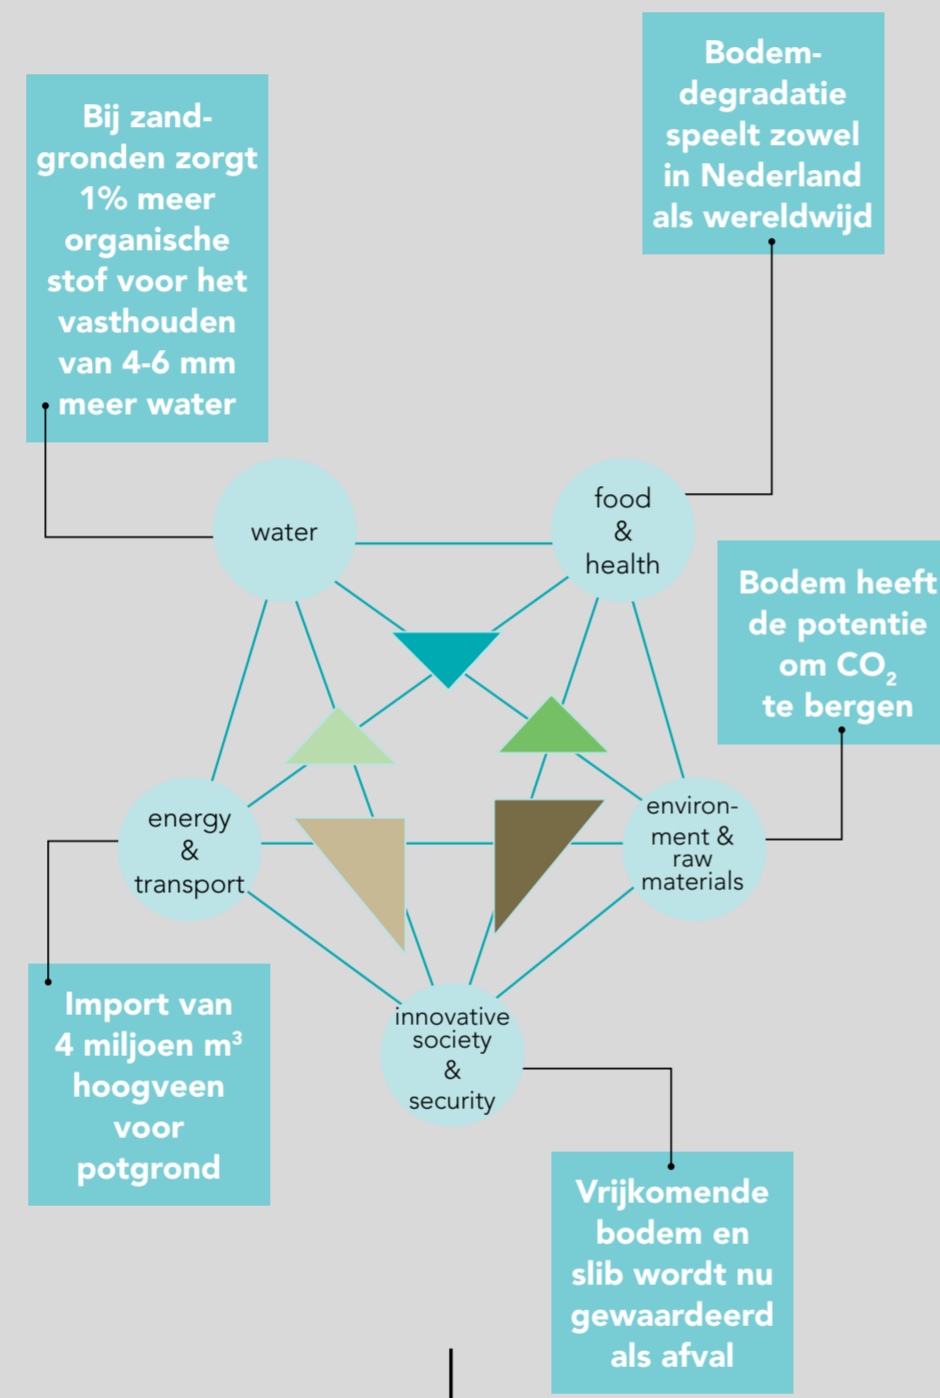 Bij zand-
gronden zorgt
1% meer
organische
stof voor het
vasthouden
van 4-6 mm
meer water
Bodem-
degradatie
speelt zowel
in Nederland
als wereldwijd
water
food
&
health
Bodem heeft
de potentie
om CO₂
te bergen
energy
&
transport
environ-
ment &
raw
materials
Import van
4 miljoen m³
hoogveen
voor
potgrond
innovative
society
&
security
Vrijkomende
bodem en
slib wordt nu
gewaardeerd
als afval